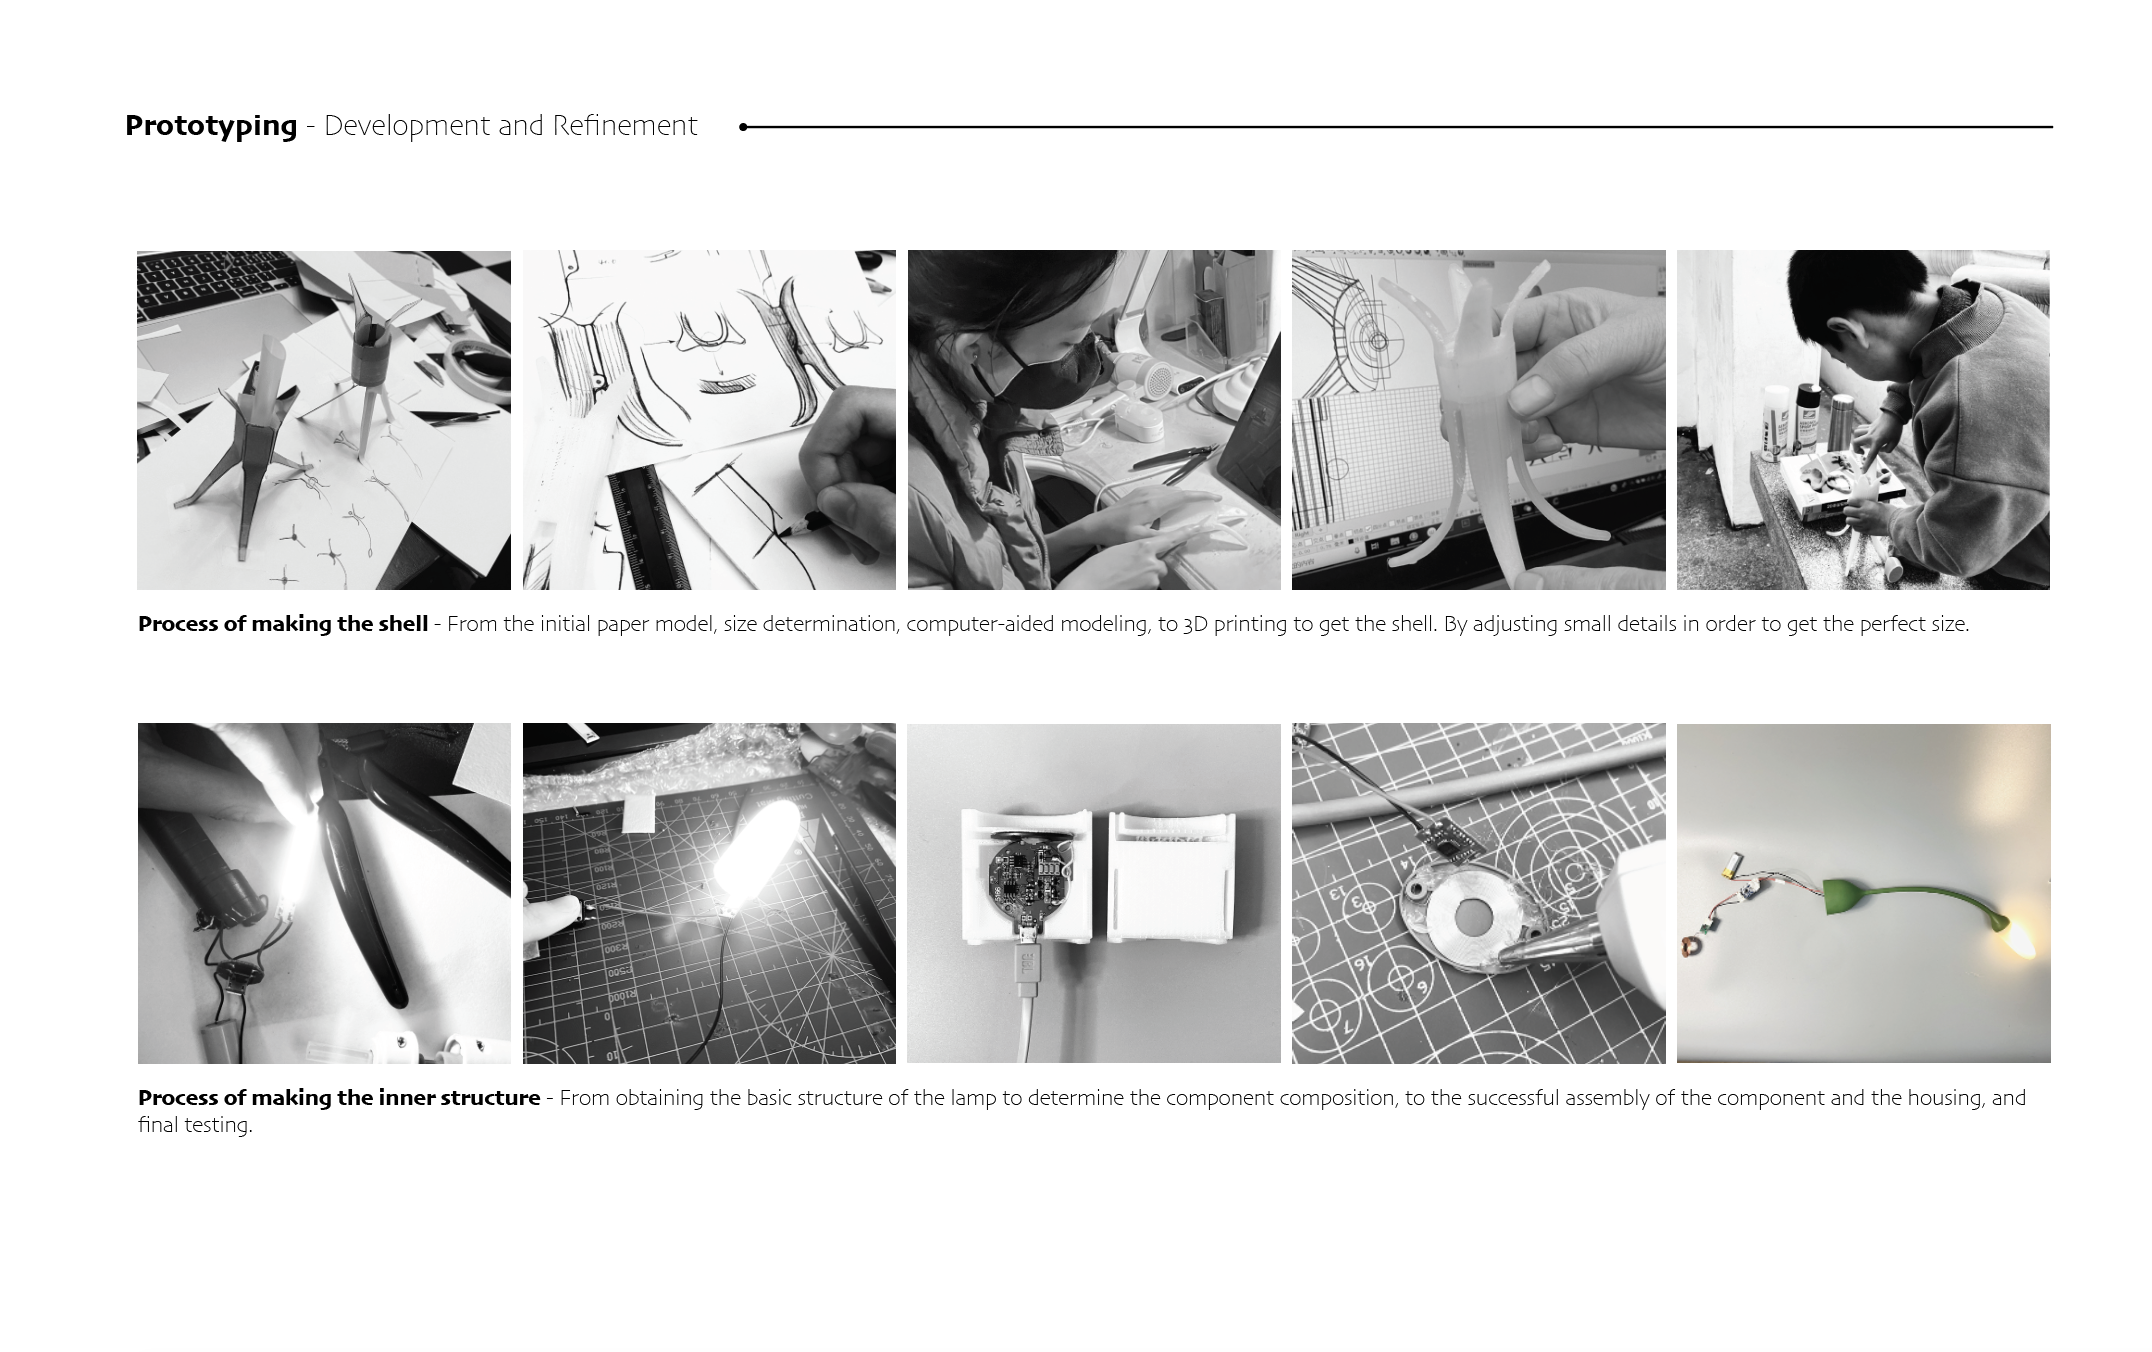 Prototyping - Development and Refinement
Process of making the shell - From the initial paper model, size determination, computer-aided modeling, to 3D printing to get the shell. By adjusting small details in order to get the perfect size.
Process of making the inner structure - From obtaining the basic structure of the lamp to determine the component composition, to the successful assembly of the component and the housing, and
final testing.